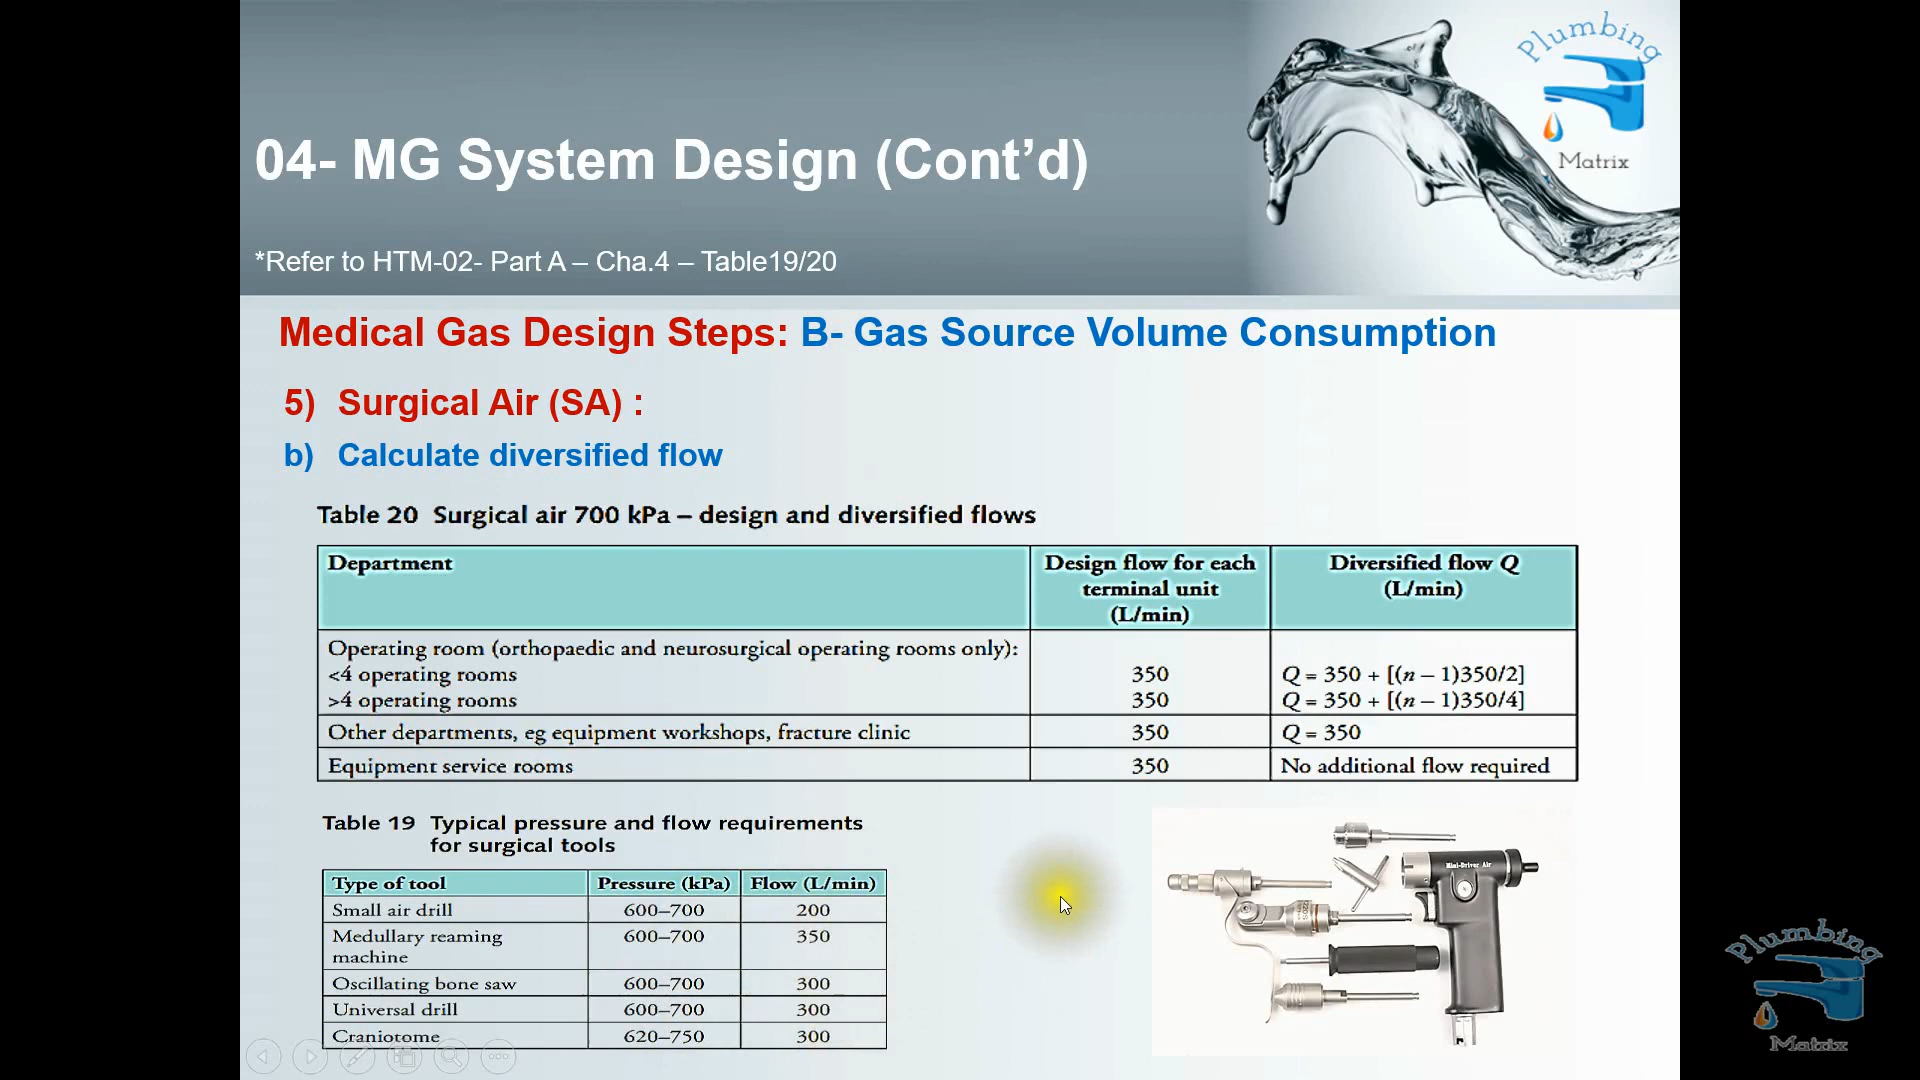 Plumbing
Matrix
04- MG System Design (Cont’d)
*Refer to HTM-02- Part A – Cha.4 – Table19/20
Medical Gas Design Steps: B- Gas Source Volume Consumption
5) Surgical Air (SA) :
b) Calculate diversified flow
Table 20 Surgical air 700 kPa – design and diversified flows
Department Design flow for each terminal unit (L/min) Diversified flow Q (L/min)
Operating room (orthopaedic and neurosurgical operating rooms only):
<4 operating rooms 350 Q = 350 + [(n – 1)350/2]
>4 operating rooms 350 Q = 350 + [(n – 1)350/4]
Other departments, eg equipment workshops, fracture clinic 350 Q = 350
Equipment service rooms 350 No additional flow required
Table 19 Typical pressure and flow requirements
for surgical tools
Type of tool Pressure (kPa) Flow (L/min)
Small air drill 600–700 200
Medullary reaming machine 600–700 350
Oscillating bone saw 600–700 300
Universal drill 600–700 300
Craniotome 620–750 300
Mini-Driver Air
Plumbing
Matrix